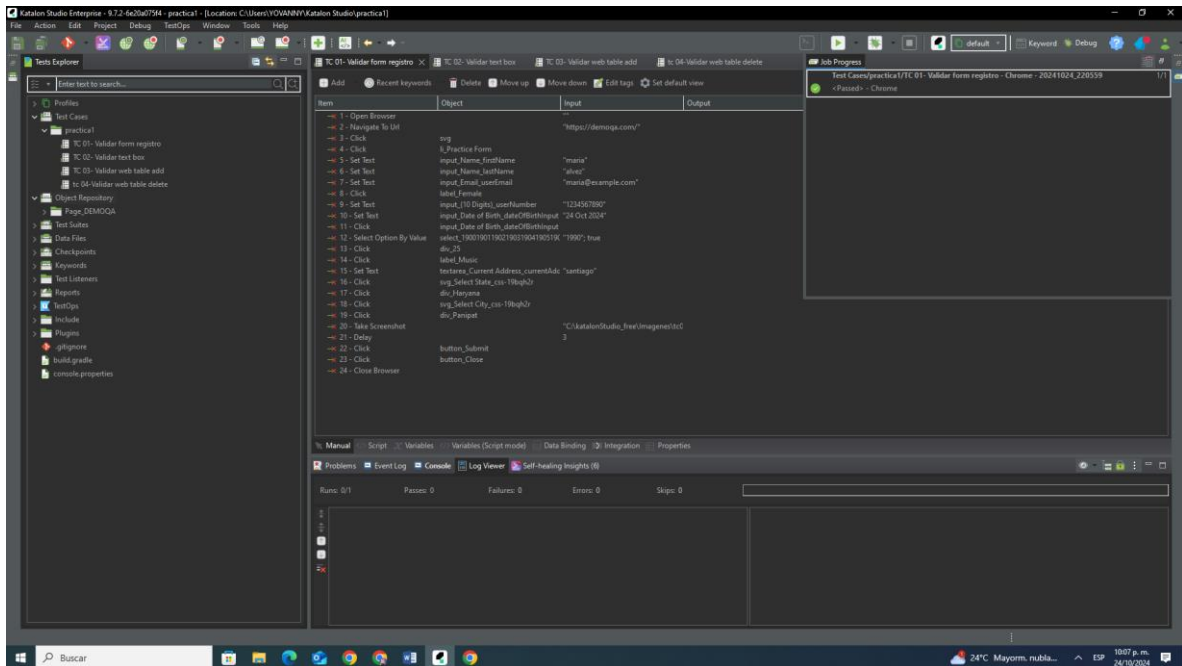 Katalon Studio Enterprise - 9.7.2-6e20a075f4 - practica1 - [Location: C:\Users\YOVANNY\Katalon Studio\practica1]
File Action Edit Project Debug TestOps Window Tools Help
default Keyword Debug
Tests Explorer
Enter text to search...
Profiles
Test Cases
practica1
TC 01- Validar form registro
TC 02- Validar text box
TC 03- Validar web table add
tc 04-Validar web table delete
Object Repository
Page_DEMOQA
Test Suites
Data Files
Checkpoints
Keywords
Test Listeners
Reports
TestOps
Include
Plugins
.gitignore
build.gradle
console.properties
TC 01- Validar form registro TC 02- Validar text box TC 03- Validar web table add tc 04-Validar web table delete
Add Recent keywords Delete Move up Move down Edit tags Set default view
Item Object Input Output
1 - Open Browser ""
2 - Navigate To Url "https://demoqa.com/"
3 - Click svg
4 - Click li_Practice Form
5 - Set Text input_Name_firstName "maria"
6 - Set Text input_Name_lastName "alvez"
7 - Set Text input_Email_userEmail "maria@example.com"
8 - Click label_Female
9 - Set Text input_(10 Digits)_userNumber "1234567890"
10 - Set Text input_Date of Birth_dateOfBirthInput "24 Oct 2024"
11 - Click input_Date of Birth_dateOfBirthInput
12 - Select Option By Value "1990"; true
13 - Click div_25
14 - Click label_Music
15 - Set Text textarea_Current Address_currentAdc "santiago"
16 - Click svg_Select State_css-19bqh2r
17 - Click div_Haryana
18 - Click svg_Select City_css-19bqh2r
19 - Click div_Panipat
20 - Take Screenshot "C:\katalonStudio_free\Imagenes\tc0
21 - Delay 3
22 - Click button_Submit
23 - Click button_Close
24 - Close Browser
Manual Script Variables Variables (Script mode) Data Binding Integration Properties
Job Progress
Test Cases/practica1/TC 01- Validar form registro - Chrome - 20241024_220559 1/1
<Passed> - Chrome
Problems Event Log Console Log Viewer Self-healing Insights (6)
Runs: 0/1 Passes: 0 Failures: 0 Errors: 0 Skips: 0
Buscar
24°C Mayorm. nubla... ESP 10:07 p. m.
24/10/2024